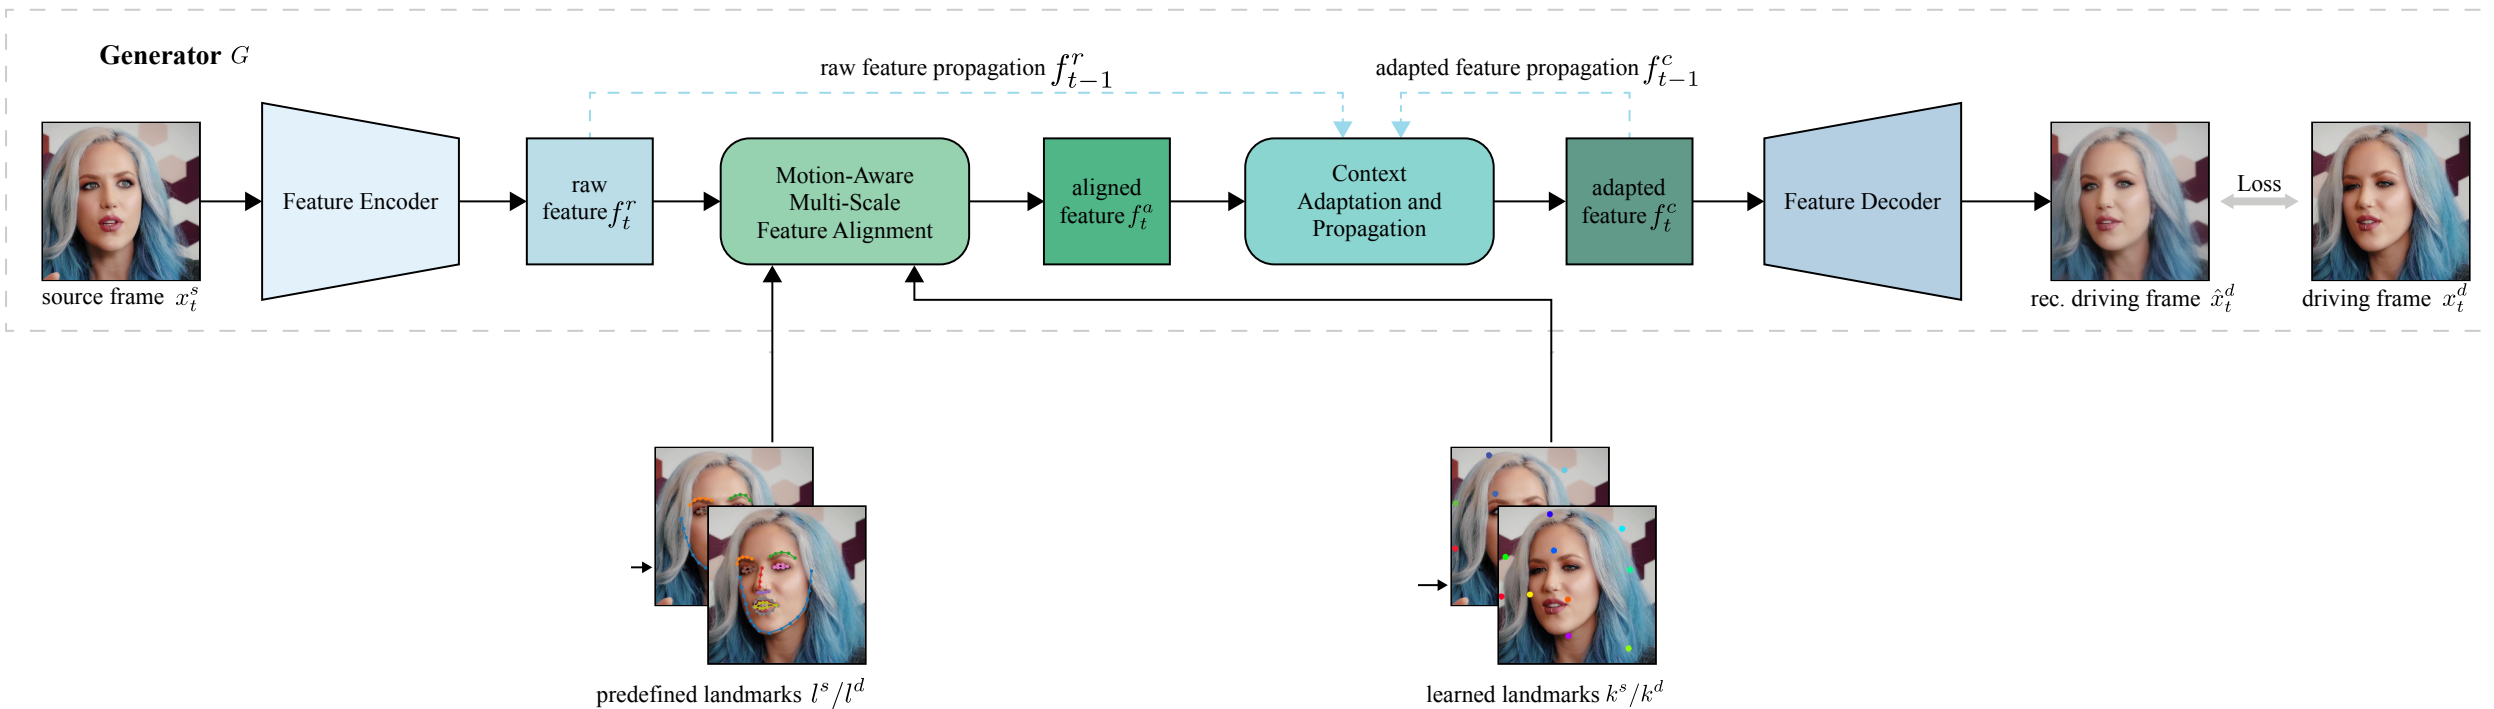 Generator G
raw feature propagation f^r_{t-1}
adapted feature propagation f^c_{t-1}
source frame x^s_t
Feature Encoder
raw
feature f^r_t
Motion-Aware
Multi-Scale
Feature Alignment
aligned
feature f^a_t
Context
Adaptation and
Propagation
adapted
feature f^c_t
Feature Decoder
rec. driving frame x̂^d_t
Loss
driving frame x^d_t
predefined landmarks l^s/l^d
learned landmarks k^s/k^d